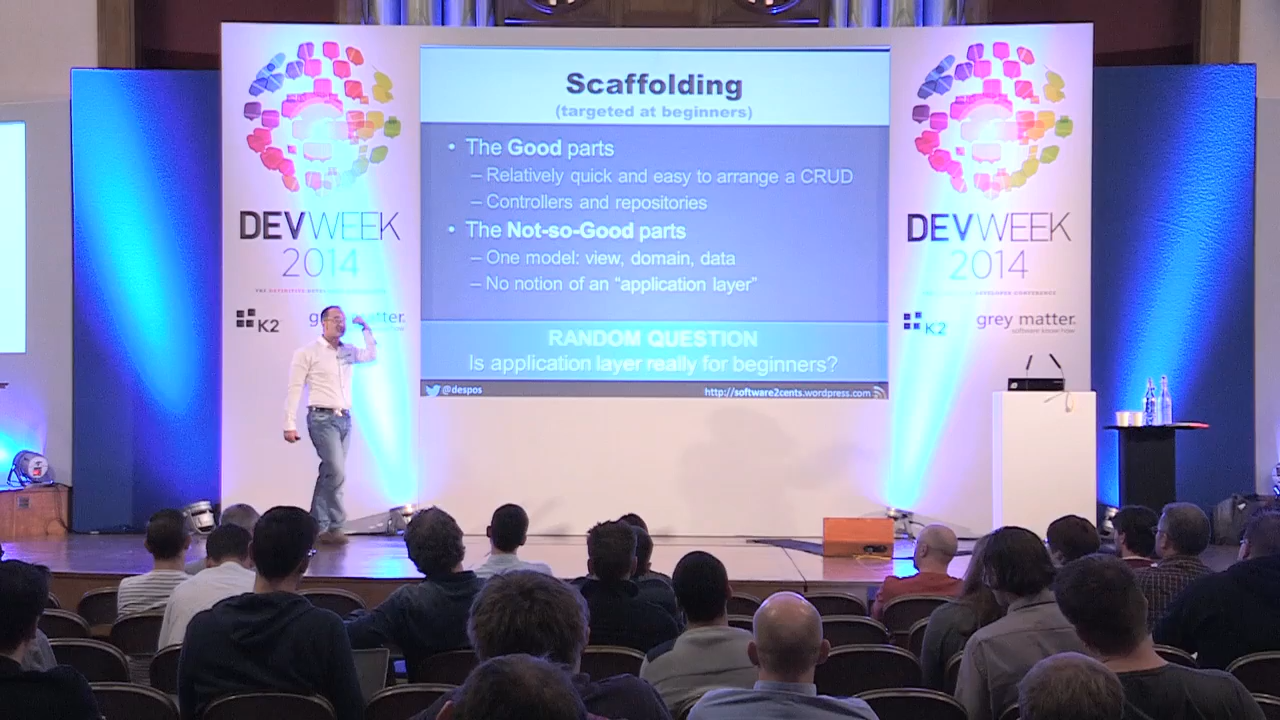 Scaffolding
(targeted at beginners)
• The Good parts
– Relatively quick and easy to arrange a CRUD
– Controllers and repositories
• The Not-so-Good parts
– One model: view, domain, data
– No notion of an “application layer”
RANDOM QUESTION
Is application layer really for beginners?
@despos
http://software2cents.wordpress.com
DEVWEEK
2014
K2
grey matter.
DEVWEEK
2014
DEVELOPER CONFERENCE
K2
grey matter.
software know-how